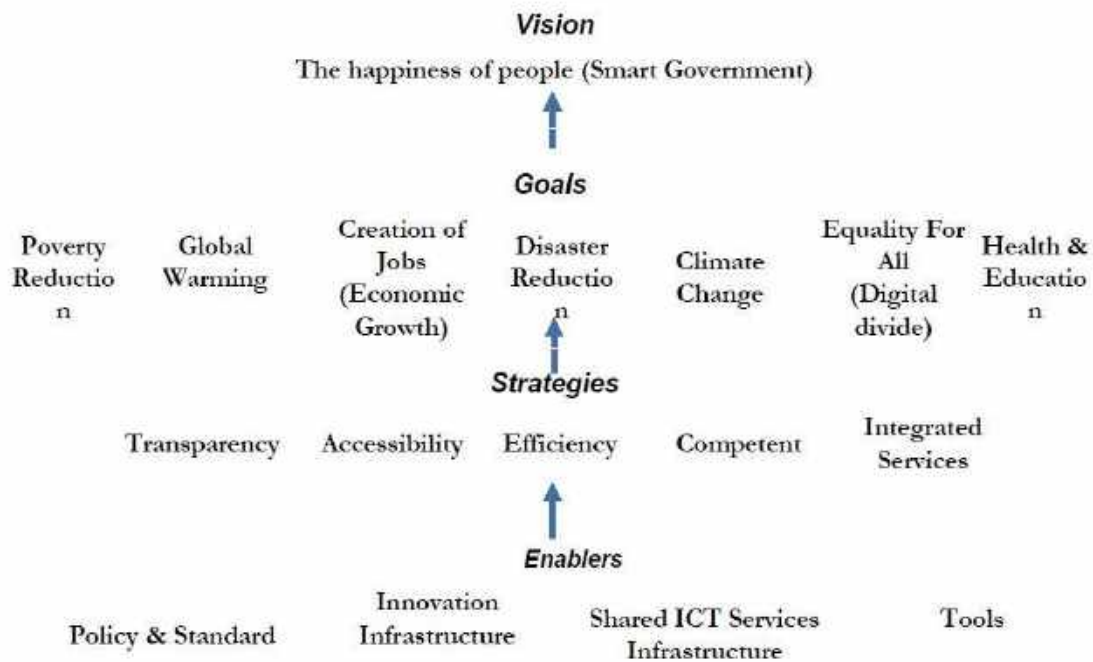 Vision
The happiness of people (Smart Government)
Goals
Poverty
Reductio
n
Global
Warming
Creation of
Jobs
(Economic
Growth)
Disaster
Reductio
n
Climate
Change
Equality For
All
(Digital
divide)
Health &
Educatio
n
Strategies
Transparency
Accessibility
Efficiency
Competent
Integrated
Services
Enablers
Policy & Standard
Innovation
Infrastructure
Shared ICT Services
Infrastructure
Tools